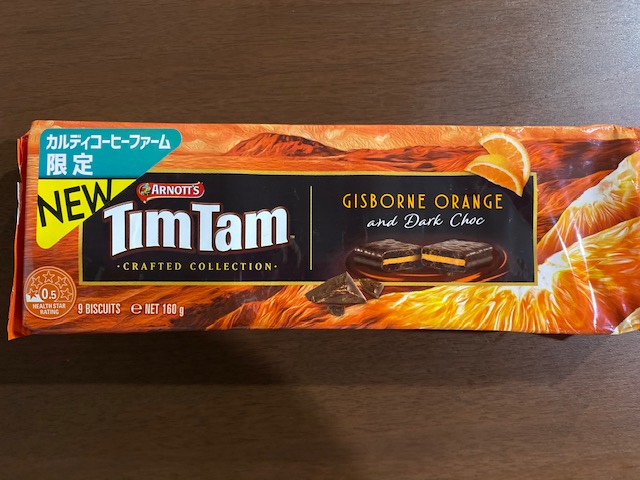 カルディコーヒーファーム
限定
NEW
ARNOTT'S
TimTam
· CRAFTED COLLECTION ·
GISBORNE ORANGE
and Dark Choc
0.5
HEALTH STAR
RATING
9 BISCUITS ℮ NET 160 g